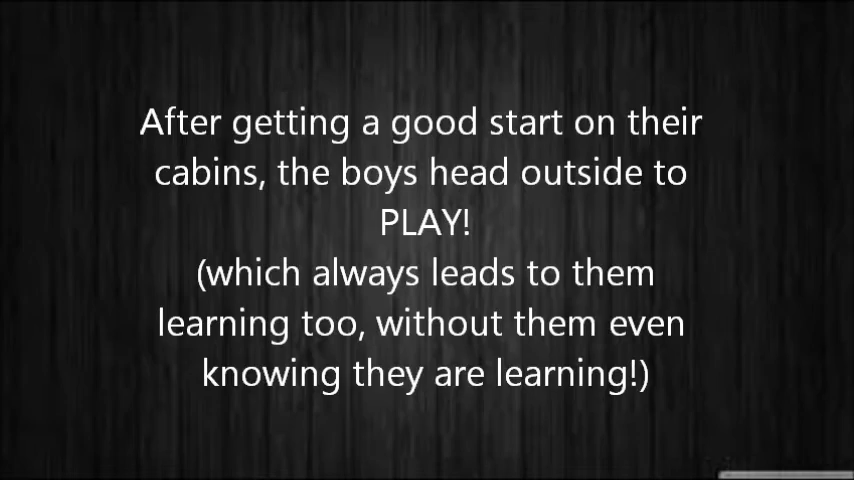 After getting a good start on their
cabins, the boys head outside to
PLAY!
(which always leads to them
learning too, without them even
knowing they are learning!)